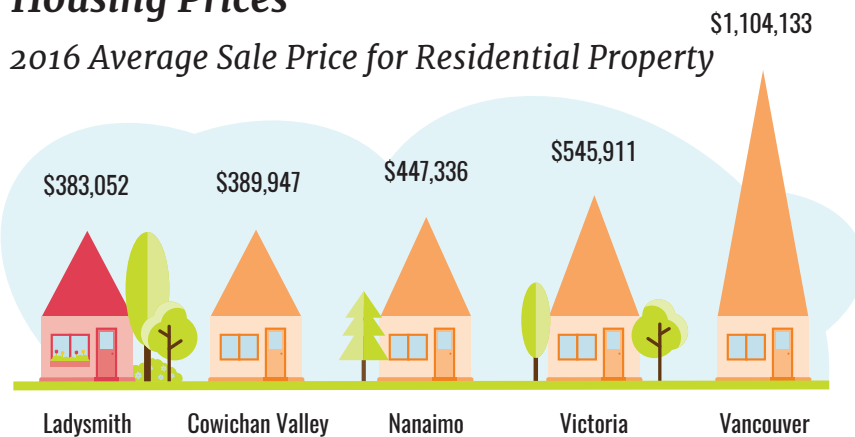 Housing Prices
2016 Average Sale Price for Residential Property
$1,104,133
$545,911
$447,336
$389,947
$383,052
Ladysmith Cowichan Valley Nanaimo Victoria Vancouver